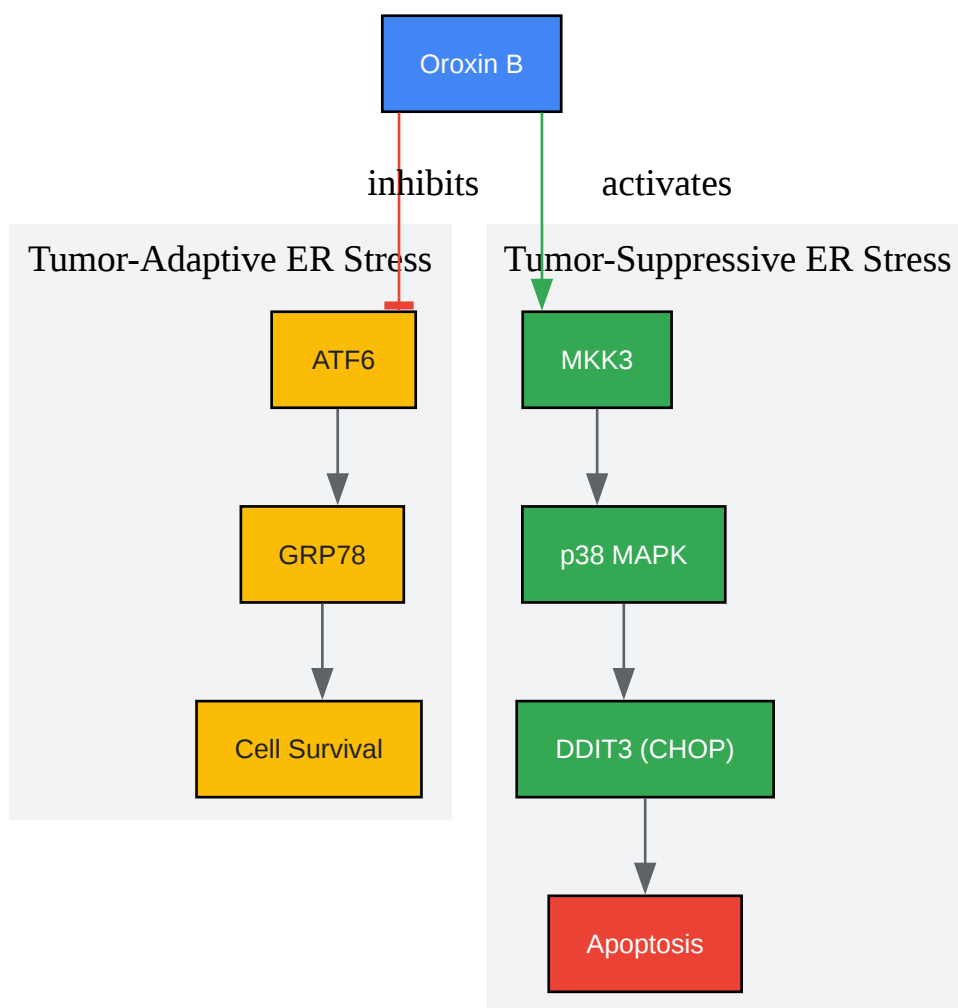 Oroxin B
inhibits
activates
Tumor-Adaptive ER Stress
Tumor-Suppressive ER Stress
ATF6
MKK3
GRP78
p38 MAPK
Cell Survival
DDIT3 (CHOP)
Apoptosis